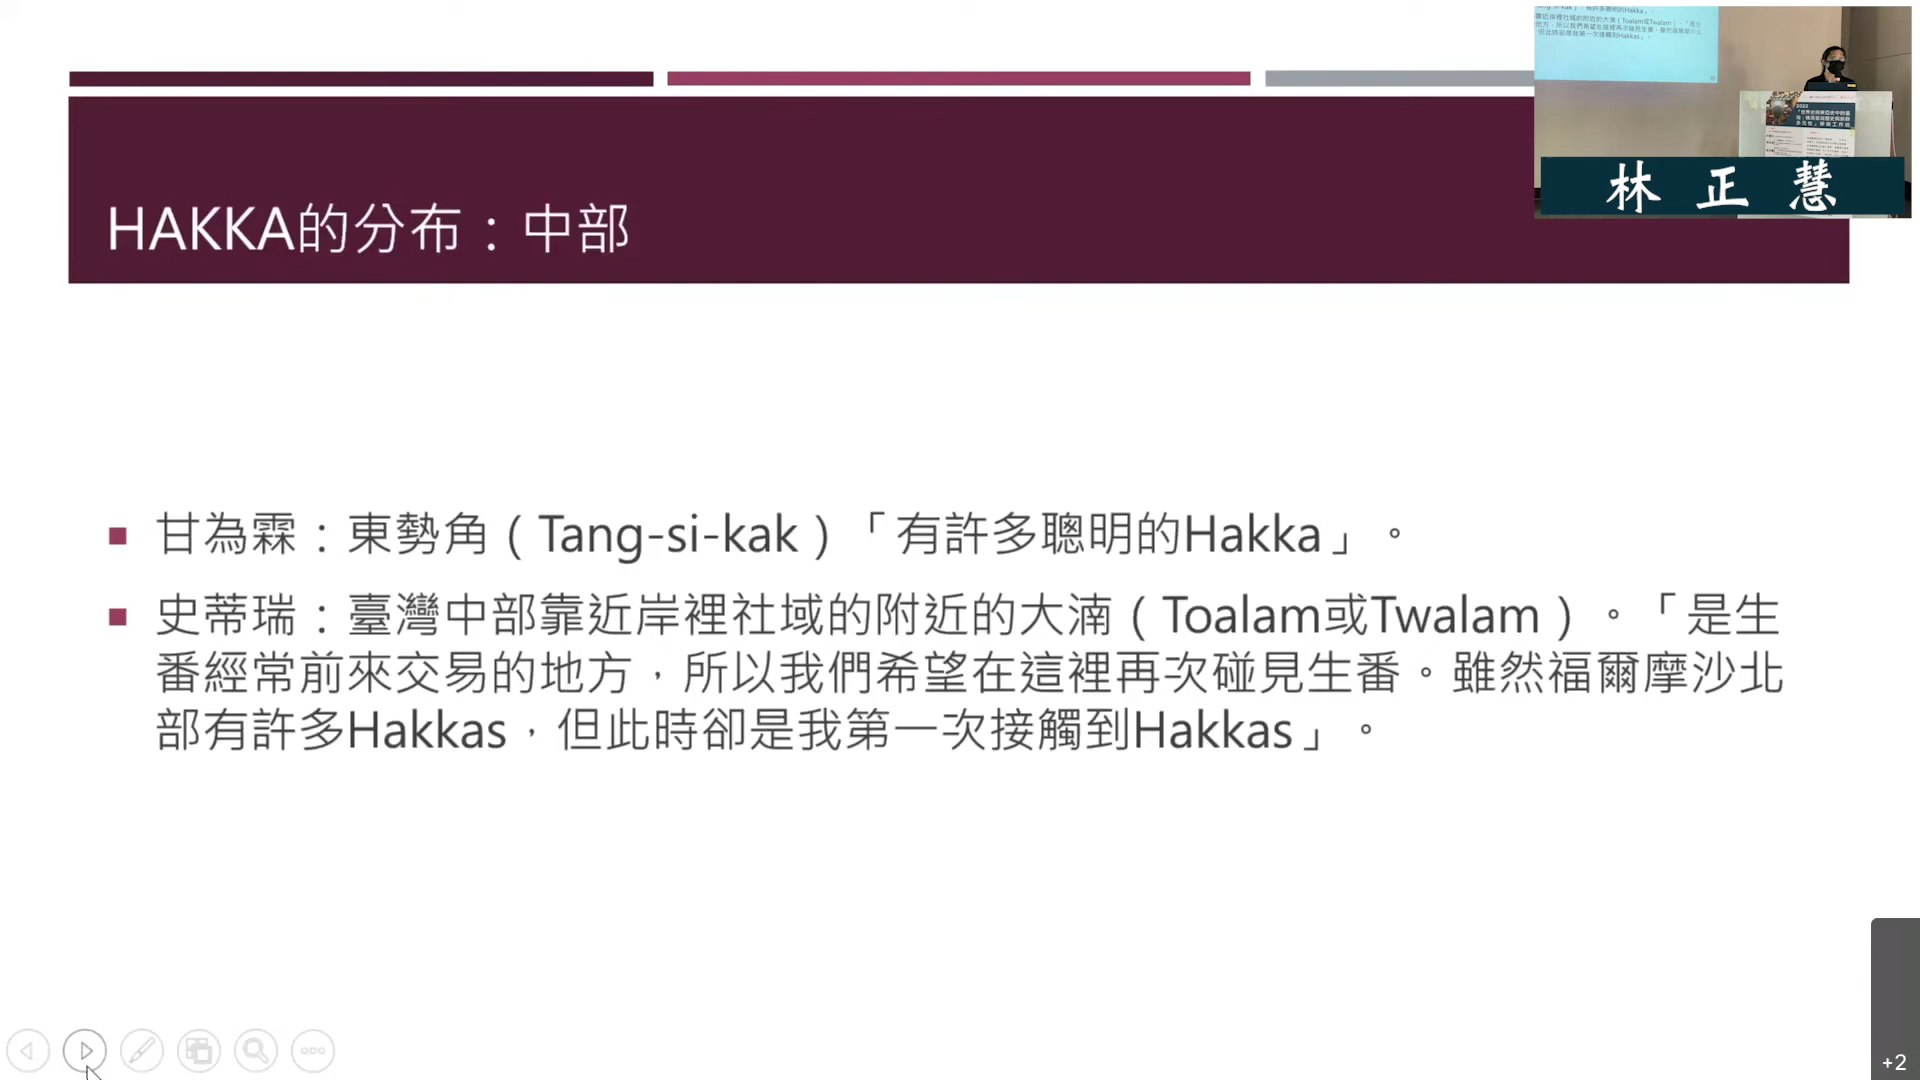 HAKKA的分布：中部
甘為霖：東勢角（Tang-si-kak）「有許多聰明的Hakka」。
史蒂瑞：臺灣中部靠近岸裡社域的附近的大湳（Toalam或Twalam）。「是生
番經常前來交易的地方，所以我們希望在這裡再次碰見生番。雖然福爾摩沙北
部有許多Hakkas，但此時卻是我第一次接觸到Hakkas」。
林 正 慧
+2